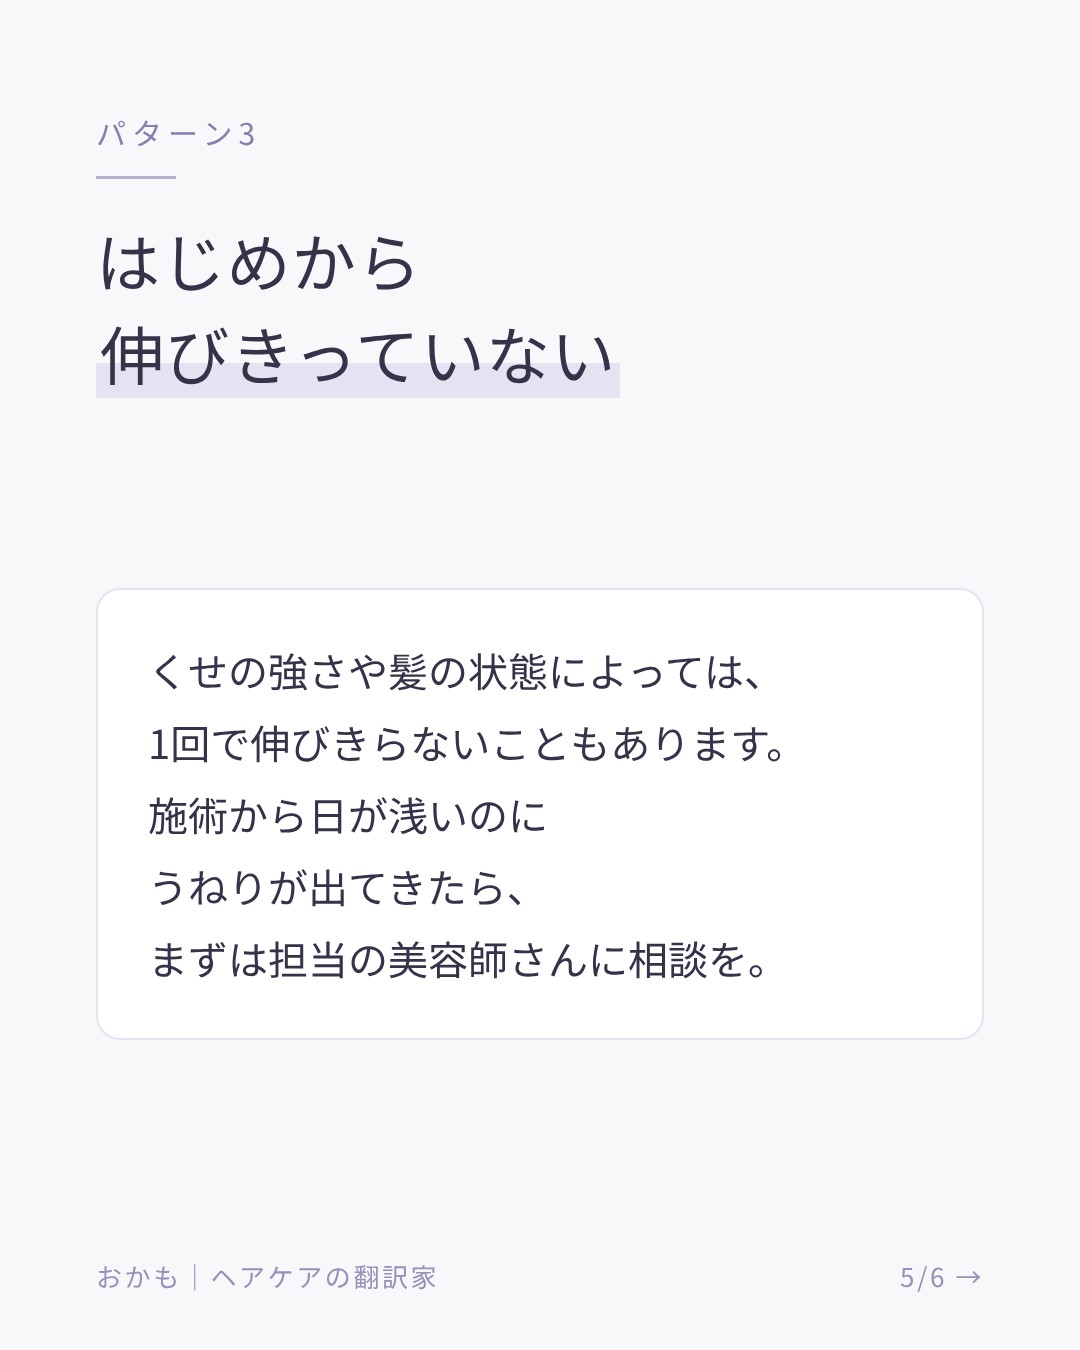 パターン3
はじめから
伸びきっていない
くせの強さや髪の状態によっては、
1回で伸びきらないこともあります。
施術から日が浅いのに
うねりが出てきたら、
まずは担当の美容師さんに相談を。
おかも｜ヘアケアの翻訳家
5/6 →